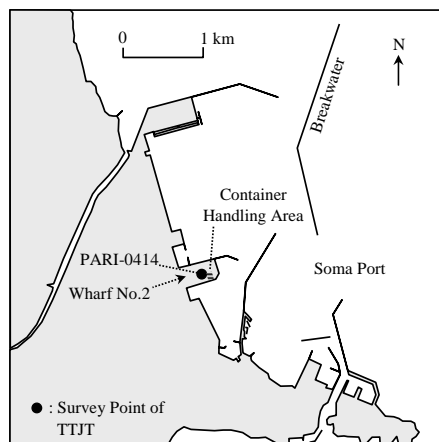 0 1 km
N
Breakwater
Container
Handling Area
PARI-0414
Soma Port
Wharf No.2
● : Survey Point of
TTJT